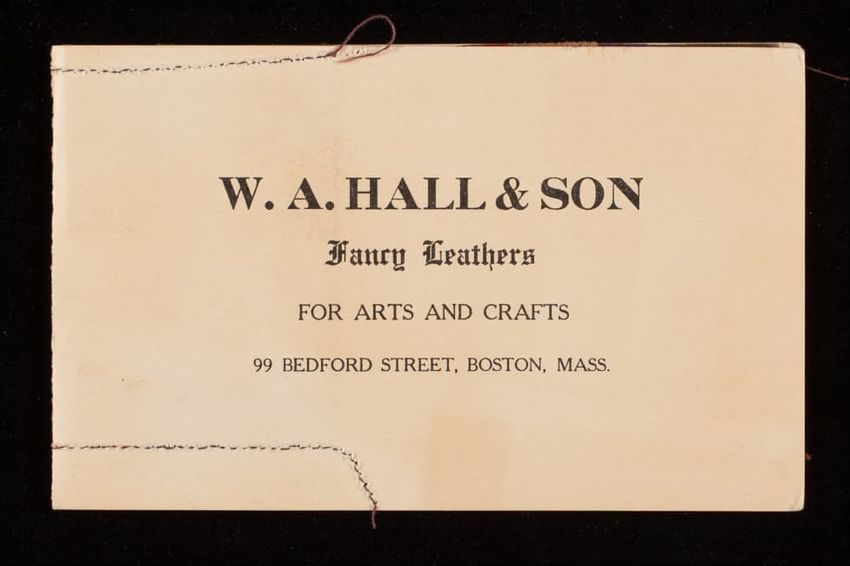 W. A. HALL & SON
Fancy Leathers
FOR ARTS AND CRAFTS
99 BEDFORD STREET, BOSTON, MASS.